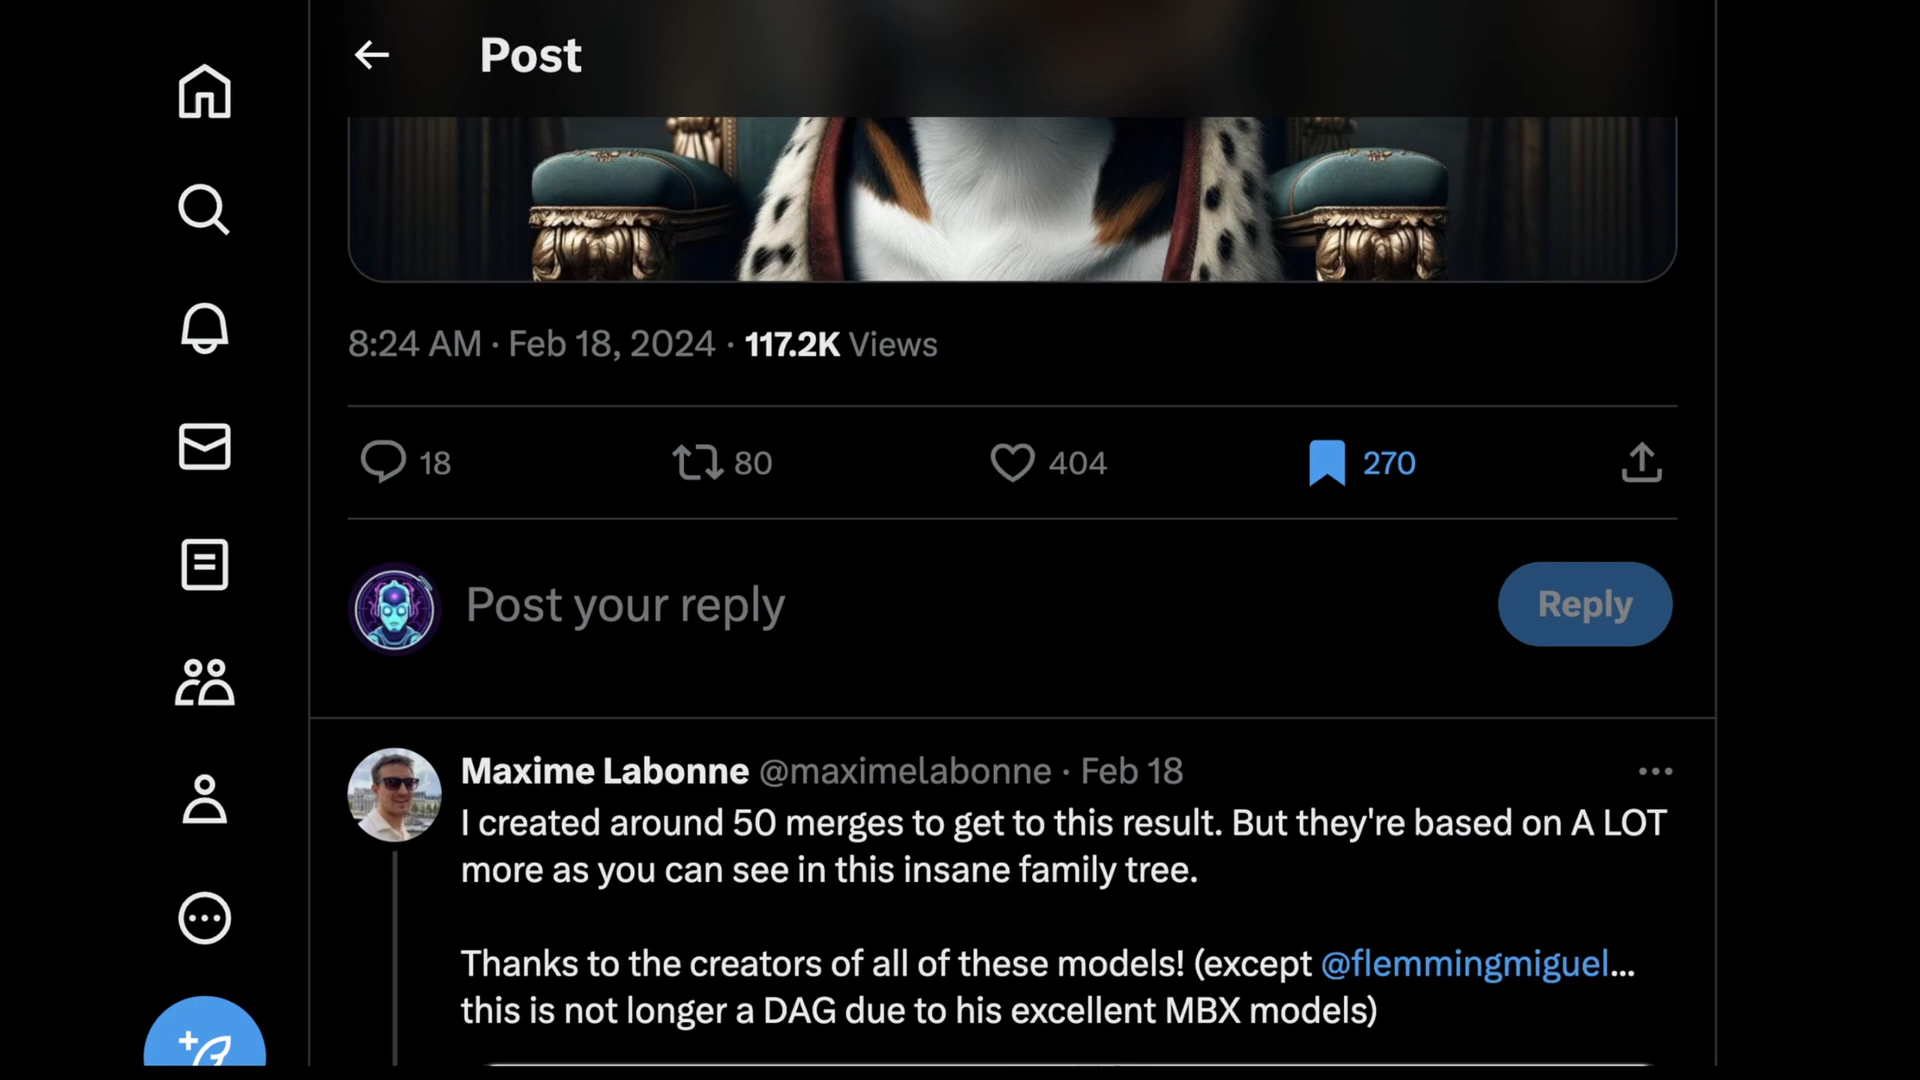 Post
8:24 AM · Feb 18, 2024 · 117.2K Views
18 80 404 270
Post your reply Reply
Maxime Labonne @maximelabonne · Feb 18
I created around 50 merges to get to this result. But they're based on A LOT
more as you can see in this insane family tree.
Thanks to the creators of all of these models! (except @flemmingmiguel...
this is not longer a DAG due to his excellent MBX models)